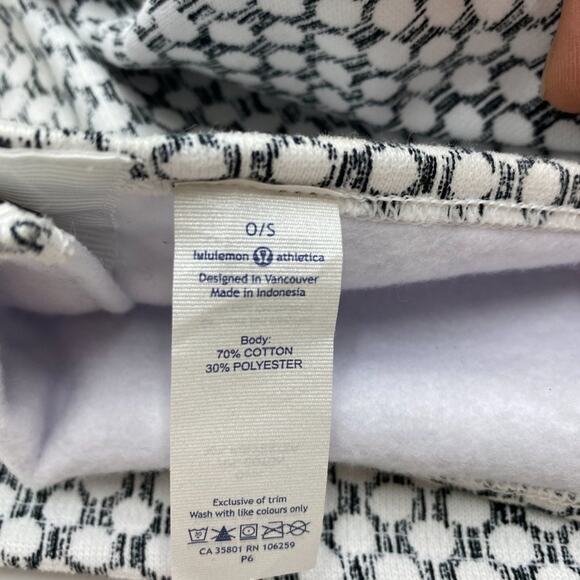 O/S
lululemon athletica
Designed in Vancouver
Made in Indonesia
Body:
70% COTTON
30% POLYESTER
Exclusive of trim
Wash with like colours only
CA 35801 RN 106259
P6